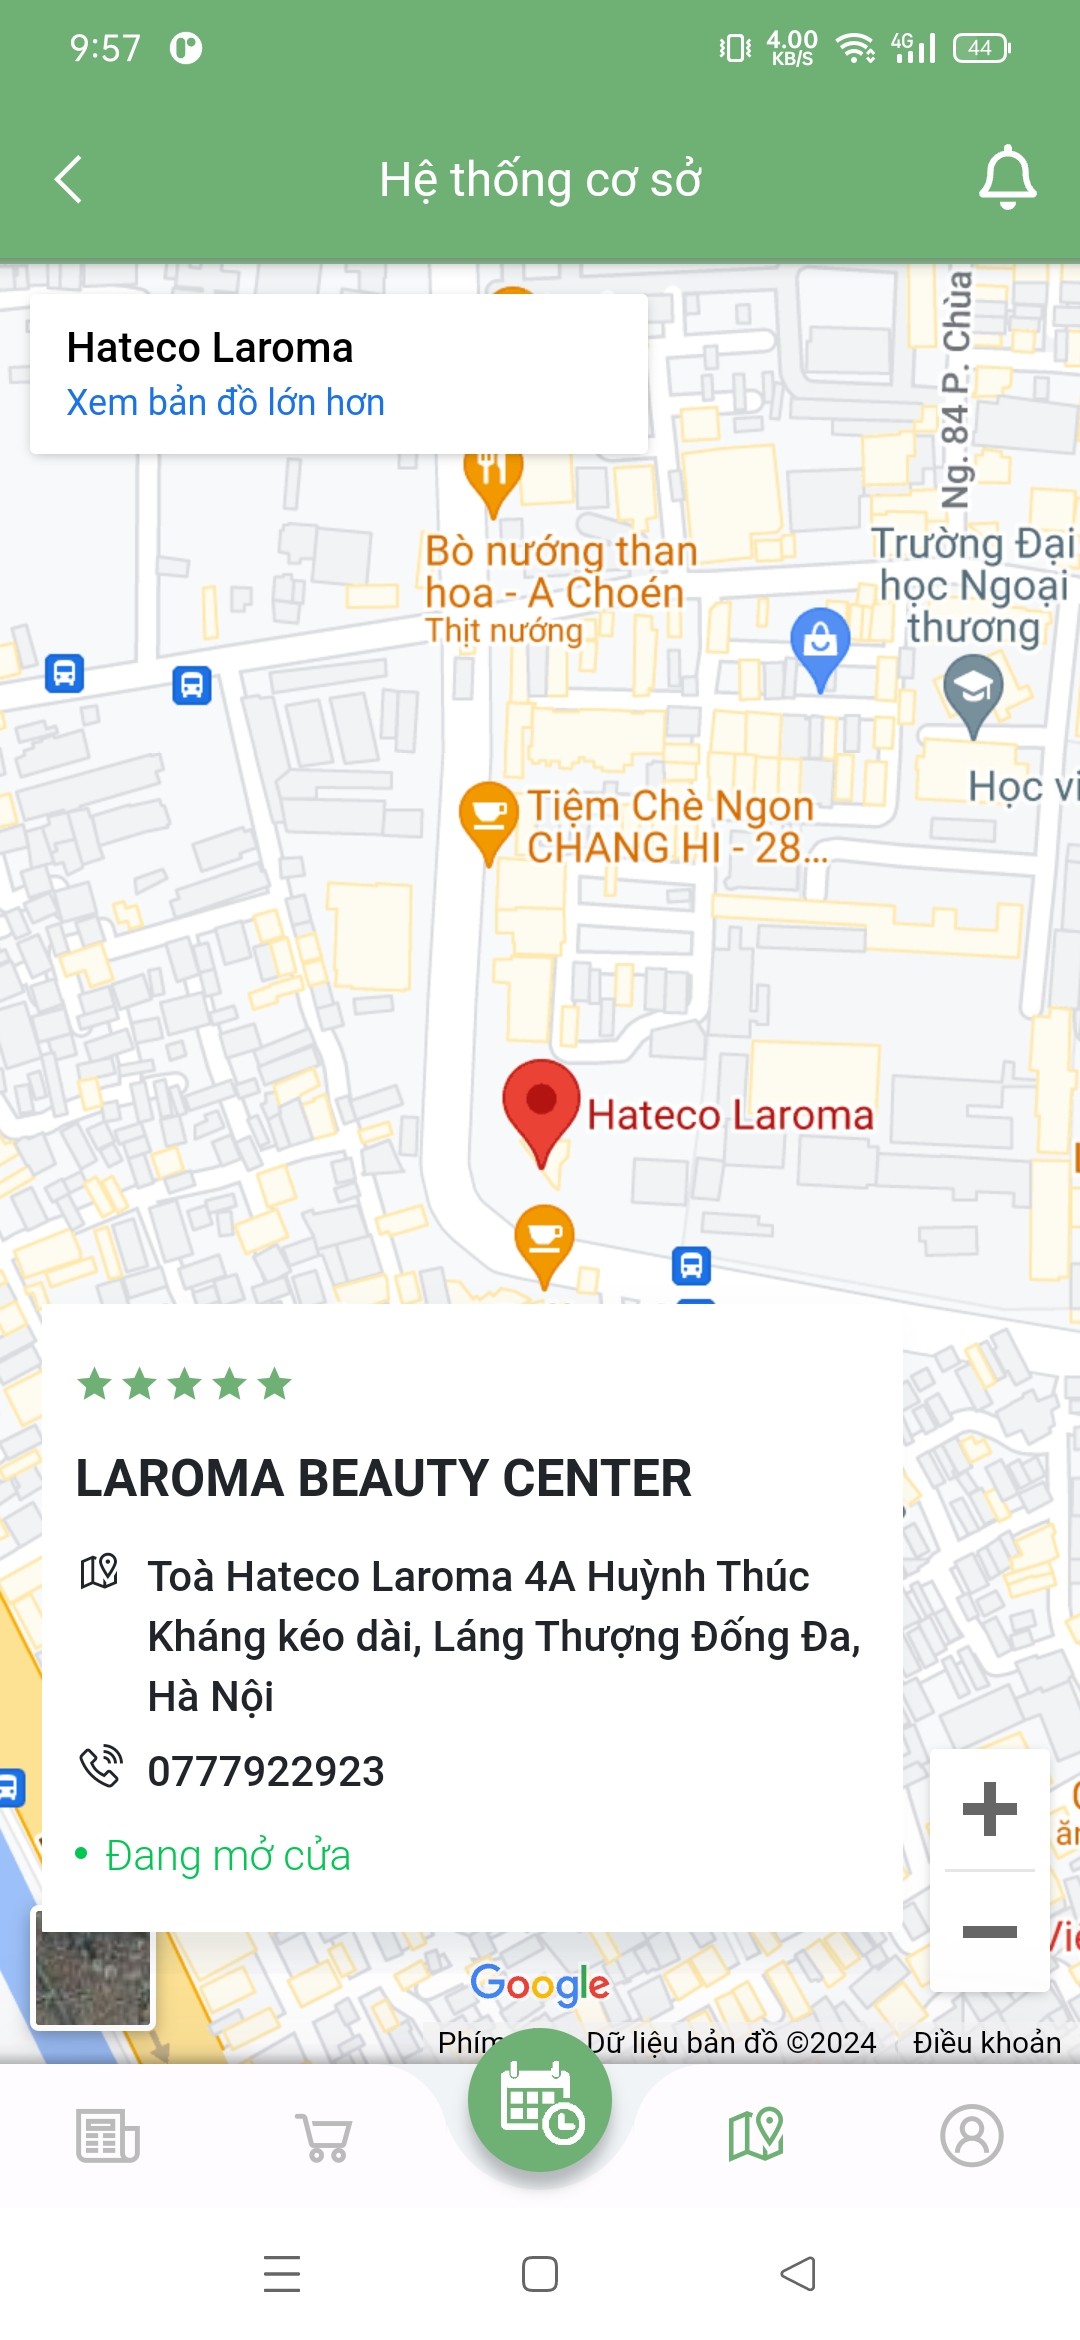 9:57
4.00
KB/S
4G
44
Hệ thống cơ sở
Hateco Laroma
Xem bản đồ lớn hơn
Ng. 84 P. Chùa
Bò nướng than
hoa - A Choén
Thịt nướng
Trường Đại
học Ngoại
thương
Học vi
Tiệm Chè Ngon
CHANG HI - 28...
Hateco Laroma
LAROMA BEAUTY CENTER
Toà Hateco Laroma 4A Huỳnh Thúc
Kháng kéo dài, Láng Thượng Đống Đa,
Hà Nội
0777922923
• Đang mở cửa
Google
Phím
Dữ liệu bản đồ ©2024
Điều khoản